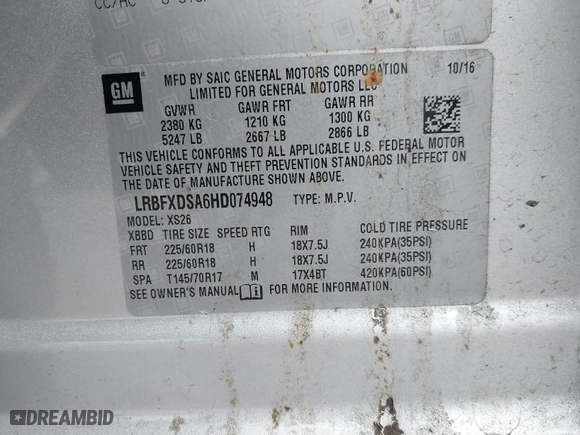 MFD BY SAIC GENERAL MOTORS CORPORATION 10/16
LIMITED FOR GENERAL MOTORS LLC
GM
GVWR GAWR FRT GAWR RR
2380 KG 1210 KG 1300 KG
5247 LB 2667 LB 2866 LB
THIS VEHICLE CONFORMS TO ALL APPLICABLE U.S. FEDERAL MOTOR
VEHICLE SAFETY AND THEFT PREVENTION STANDARDS IN EFFECT ON
THE DATE OF MANUFACTURE SHOWN ABOVE.
LRBFXDSA6HD074948 TYPE: M.P.V.
MODEL: XS26
XBBD TIRE SIZE SPEED RTG RIM COLD TIRE PRESSURE
FRT 225/60R18 H 18X7.5J 240KPA(35PSI)
RR 225/60R18 H 18X7.5J 240KPA(35PSI)
SPA T145/70R17 M 17X4BT 420KPA(60PSI)
SEE OWNER'S MANUAL FOR MORE INFORMATION.
DREAMBID